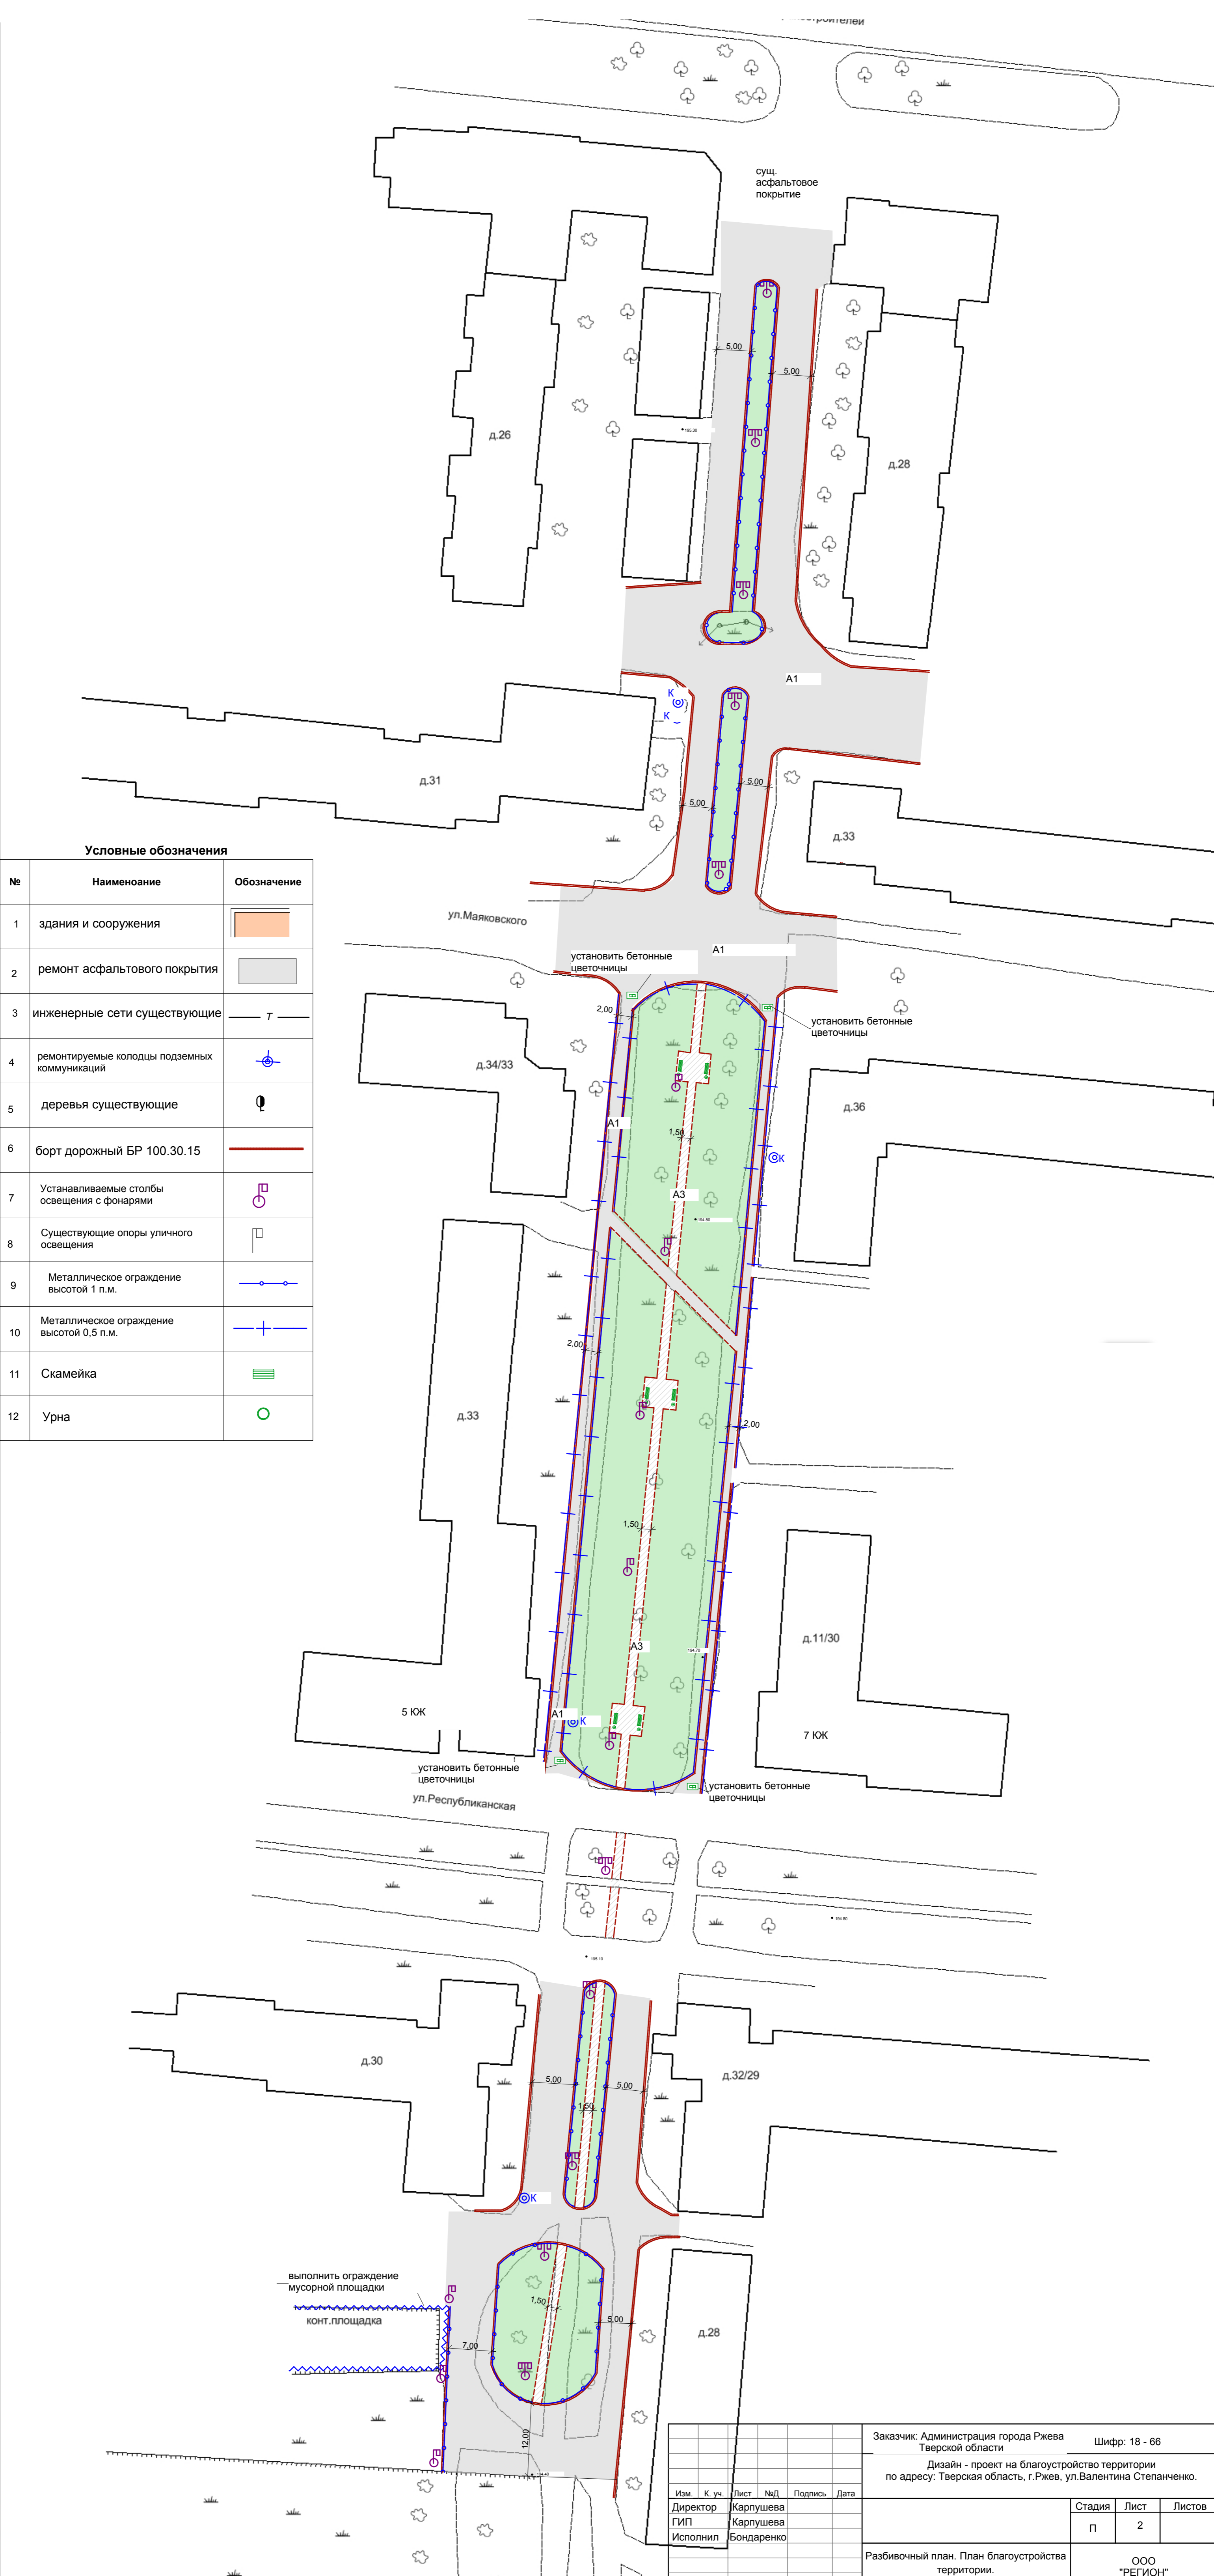 сущ.
асфальтовое
покрытие
5,00
5,00
д.26
д.28
А1
К
К
д.31
5,00
5,00
д.33
ул.Маяковского
А1
установить бетонные
цветочницы
установить бетонные
цветочницы
2,00
д.34/33
д.36
А1
1,50
К
А3
Условные обозначения
№ Наименоание Обозначение
1 здания и сооружения
2 ремонт асфальтового покрытия
3 инженерные сети существующие Т
4 ремонтируемые колодцы подземных
коммуникаций
5 деревья существующие
6 борт дорожный БР 100.30.15
7 Устанавливаемые столбы
освещения с фонарями
8 Существующие опоры уличного
освещения
9 Металлическое ограждение
высотой 1 п.м.
10 Металлическое ограждение
высотой 0,5 п.м.
11 Скамейка
12 Урна
2,00
д.33
2,00
1,50
А3
д.11/30
5 КЖ
А1
К
7 КЖ
установить бетонные
цветочницы
установить бетонные
цветочницы
ул.Республиканская
195.10
д.30
д.32/29
5,00
5,00
1,50
К
выполнить ограждение
мусорной площадки
конт.площадка
1,50
5,00
7,00
д.28
12,00
Заказчик: Администрация города Ржева
Тверской области
Шифр: 18 - 66
Дизайн - проект на благоустройство территории
по адресу: Тверская область, г.Ржев, ул.Валентина Степанченко.
Изм. К. уч. Лист №Д Подпись Дата
Директор Карпушева
ГИП Карпушева
Исполнил Бондаренко
Стадия Лист Листов
П 2
Разбивочный план. План благоустройства
территории.
ООО
"РЕГИОН"